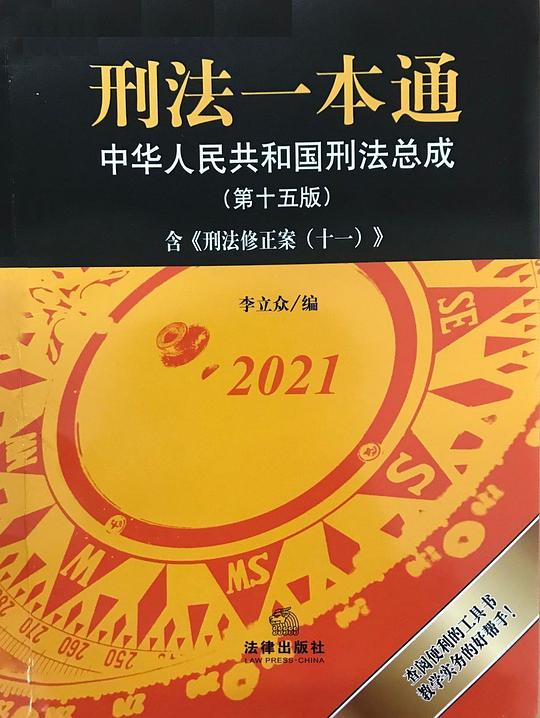 刑法一本通
中华人民共和国刑法总成
（第十五版）
含《刑法修正案（十一）》
李立众/编
2021
SE
S
SW
W
250
260
270
280
法律出版社
LAW PRESS·CHINA
查阅便利的工具书
教学实务的好帮手！